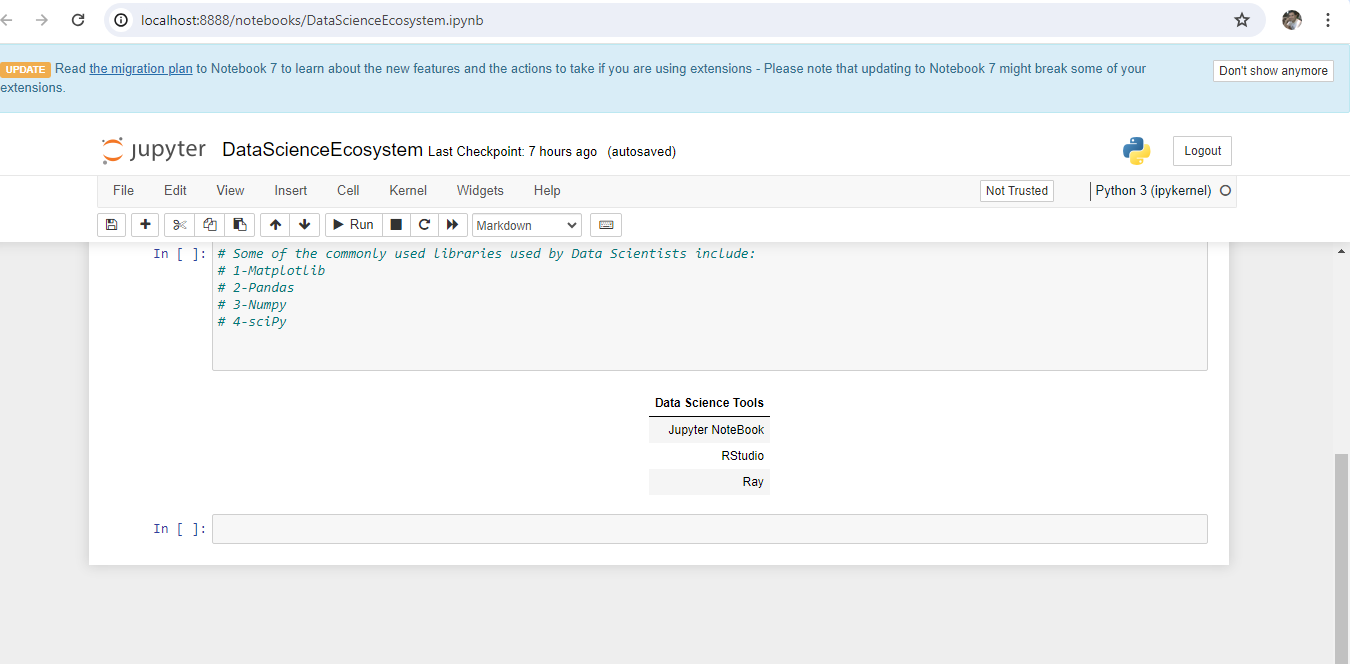 localhost:8888/notebooks/DataScienceEcosystem.ipynb
UPDATE Read the migration plan to Notebook 7 to learn about the new features and the actions to take if you are using extensions - Please note that updating to Notebook 7 might break some of your
extensions.
Don't show anymore
jupyter DataScienceEcosystem Last Checkpoint: 7 hours ago (autosaved)
Logout
File Edit View Insert Cell Kernel Widgets Help
Not Trusted
Python 3 (ipykernel)
Run
Markdown
In [ ]: # Some of the commonly used libraries used by Data Scientists include:
# 1-Matplotlib
# 2-Pandas
# 3-Numpy
# 4-sciPy
Data Science Tools
Jupyter NoteBook
RStudio
Ray
In [ ]: